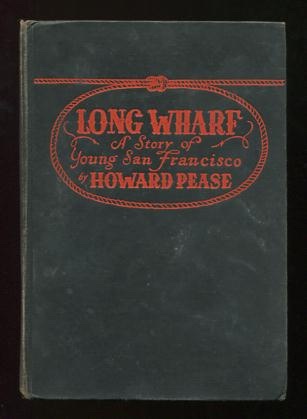 LONG WHARF
A Story of
Young San Francisco
by HOWARD PEASE